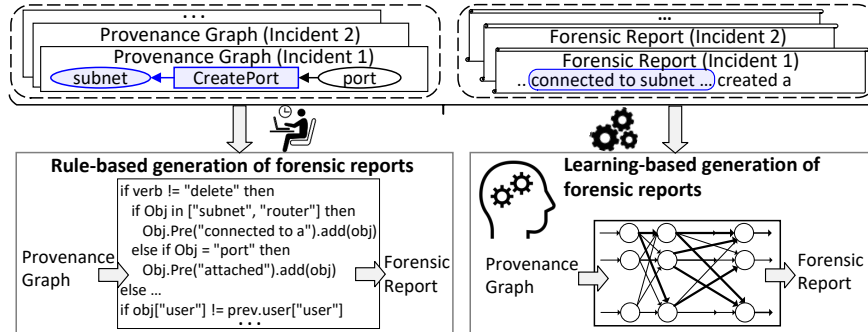 ...
Provenance Graph (Incident 2)
Provenance Graph (Incident 1)
subnet
CreatePort
port
...
Forensic Report (Incident 2)
Forensic Report (Incident 1)
.. connected to subnet ... created a
Rule-based generation of forensic reports
if verb != "delete" then
if Obj in ["subnet", "router"] then
Obj.Pre("connected to a").add(obj)
else if Obj = "port" then
Obj.Pre("attached").add(obj)
else ...
if obj["user"] != prev.user["user"]
...
Provenance
Graph
Forensic
Report
Learning-based generation of
forensic reports
Provenance
Graph
Forensic
Report